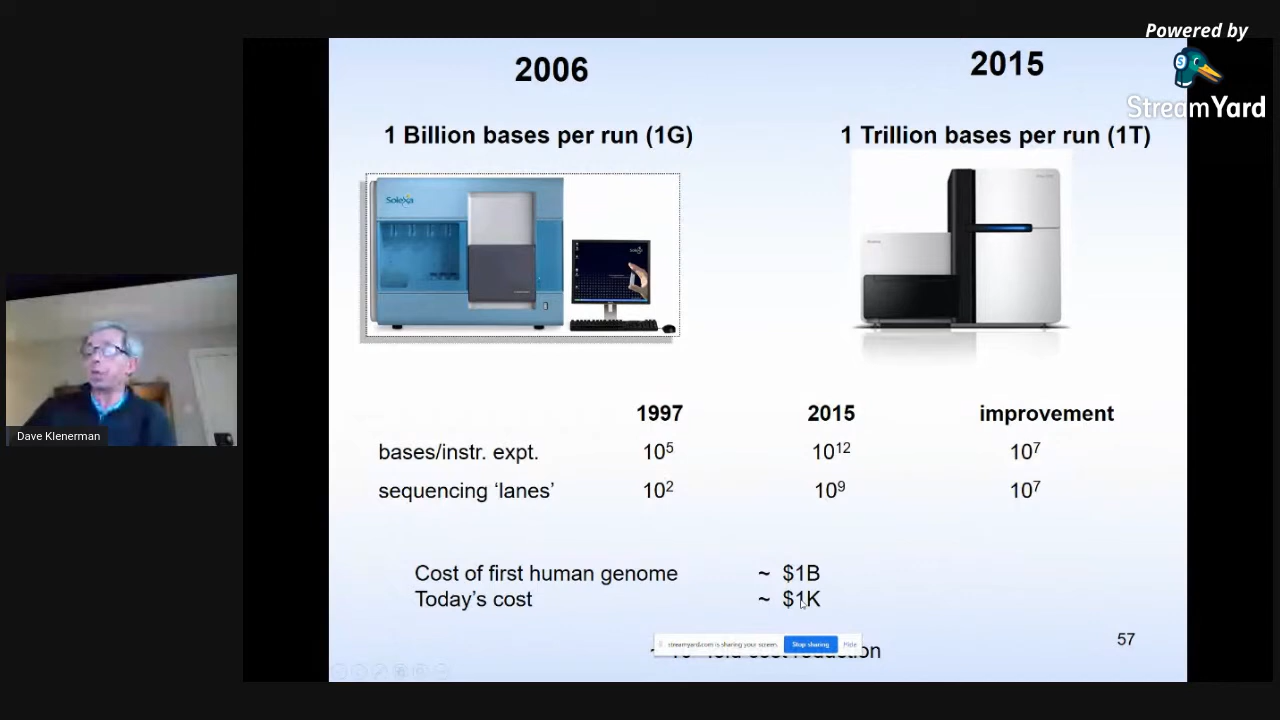 Powered by
StreamYard
2006
2015
1 Billion bases per run (1G)
1 Trillion bases per run (1T)
Solexa
Dave Klenerman
1997 2015 improvement
bases/instr. expt. 10⁵ 10¹² 10⁷
sequencing ‘lanes’ 10² 10⁹ 10⁷
Cost of first human genome ~ $1B
Today’s cost ~ $1K
streamyard.com is sharing your screen. Stop sharing Hide
57
reduction